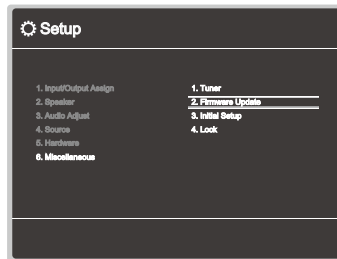 Setup
1. Input/Output Assign
2. Speaker
3. Audio Adjust
4. Source
5. Hardware
6. Miscellaneous
1. Tuner
2. Firmware Update
3. Initial Setup
4. Lock